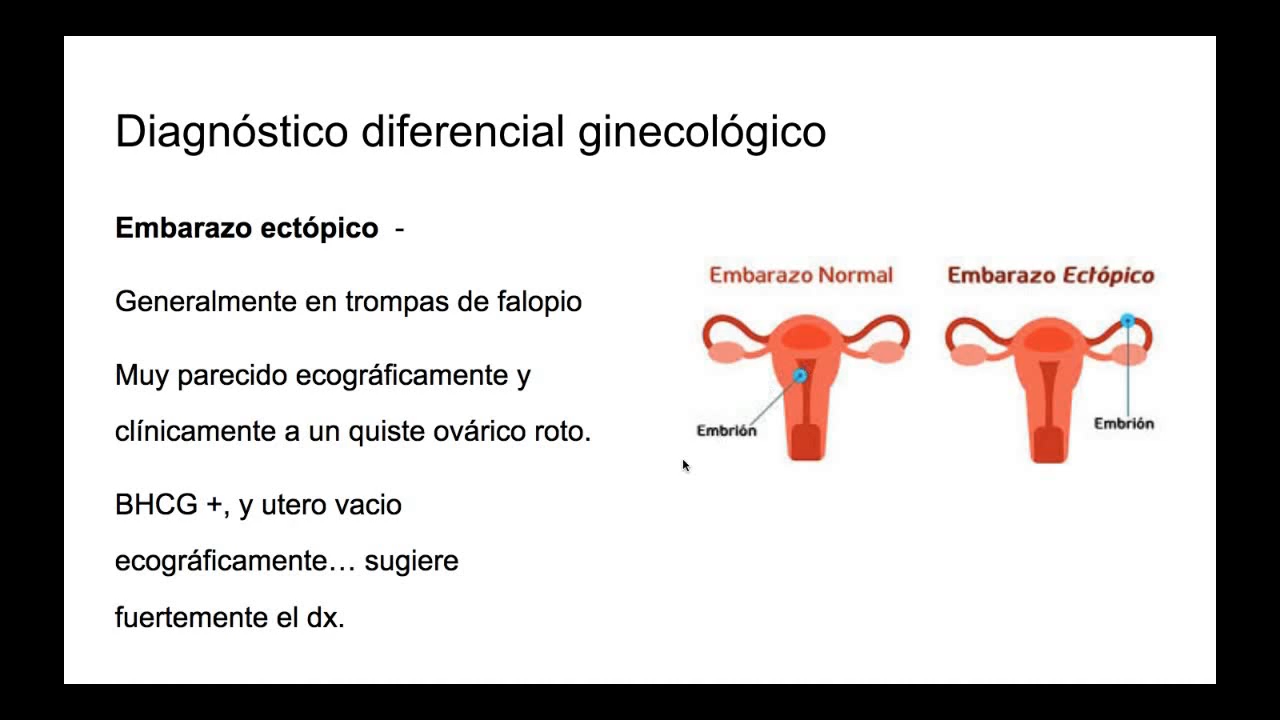 Diagnóstico diferencial ginecológico
Embarazo ectópico -
Generalmente en trompas de falopio
Muy parecido ecográficamente y
clínicamente a un quiste ovárico roto.
BHCG +, y utero vacio
ecográficamente… sugiere
fuertemente el dx.
Embarazo Normal
Embrión
Embarazo Ectópico
Embrión